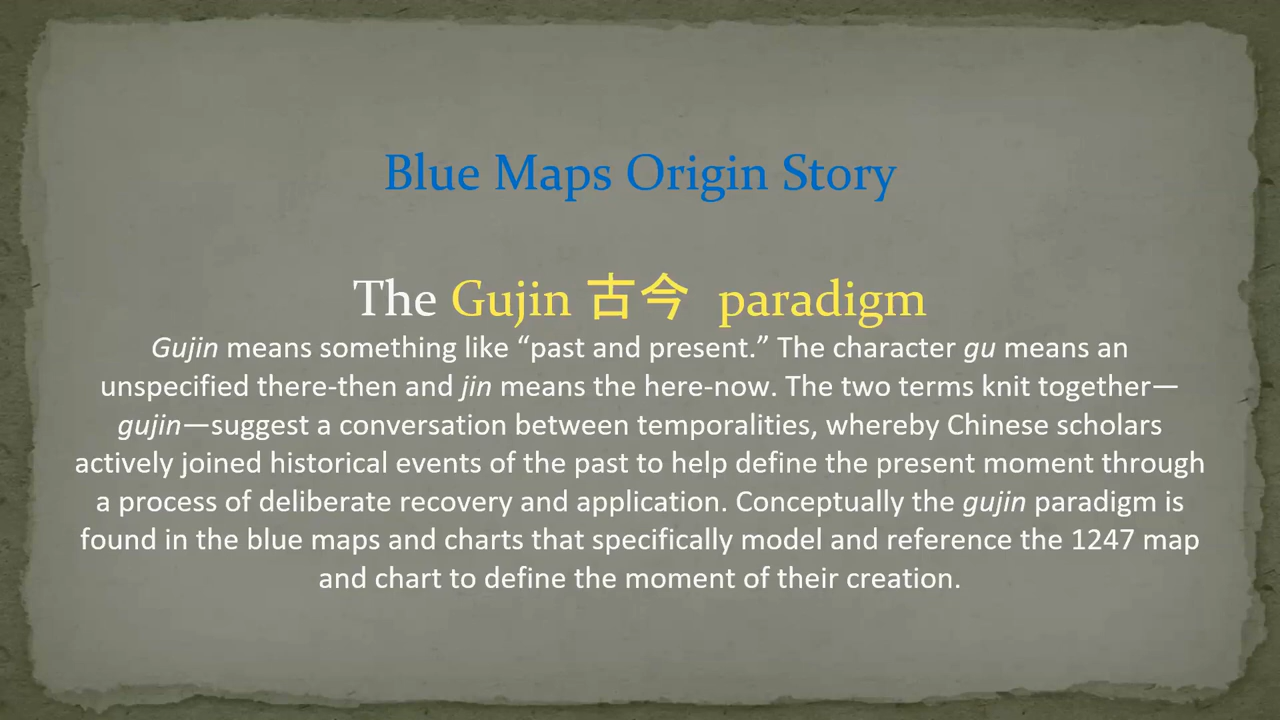 Blue Maps Origin Story
The Gujin 古今 paradigm
Gujin means something like “past and present.” The character gu means an
unspecified there-then and jin means the here-now. The two terms knit together—
gujin—suggest a conversation between temporalities, whereby Chinese scholars
actively joined historical events of the past to help define the present moment through
a process of deliberate recovery and application. Conceptually the gujin paradigm is
found in the blue maps and charts that specifically model and reference the 1247 map
and chart to define the moment of their creation.